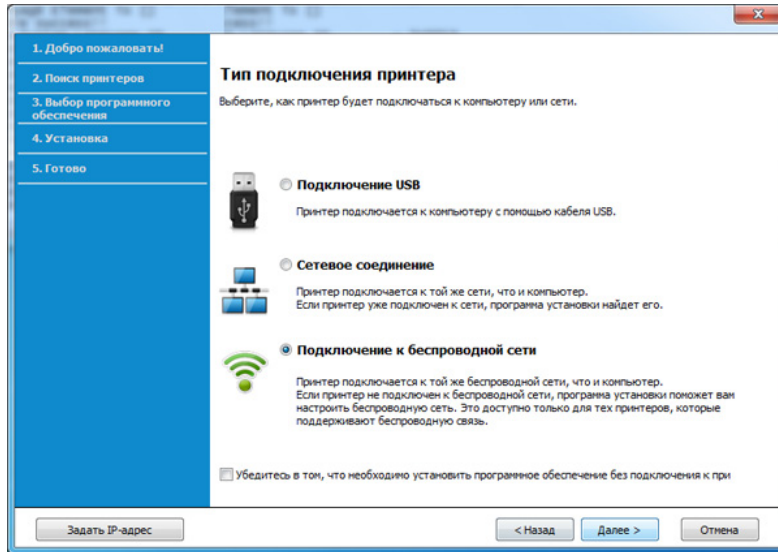 1. Добро пожаловать!
2. Поиск принтеров
3. Выбор программного
обеспечения
4. Установка
5. Готово
Тип подключения принтера
Выберите, как принтер будет подключаться к компьютеру или сети.
Подключение USB
Принтер подключается к компьютеру с помощью кабеля USB.
Сетевое соединение
Принтер подключается к той же сети, что и компьютер.
Если принтер уже подключен к сети, программа установки найдет его.
Подключение к беспроводной сети
Принтер подключается к той же беспроводной сети, что и компьютер.
Если принтер не подключен к беспроводной сети, программа установки поможет вам
настроить беспроводную сеть. Это доступно только для тех принтеров, которые
поддерживают беспроводную связь.
Убедитесь в том, что необходимо установить программное обеспечение без подключения к при
Задать IP-адрес
< Назад
Далее >
Отмена